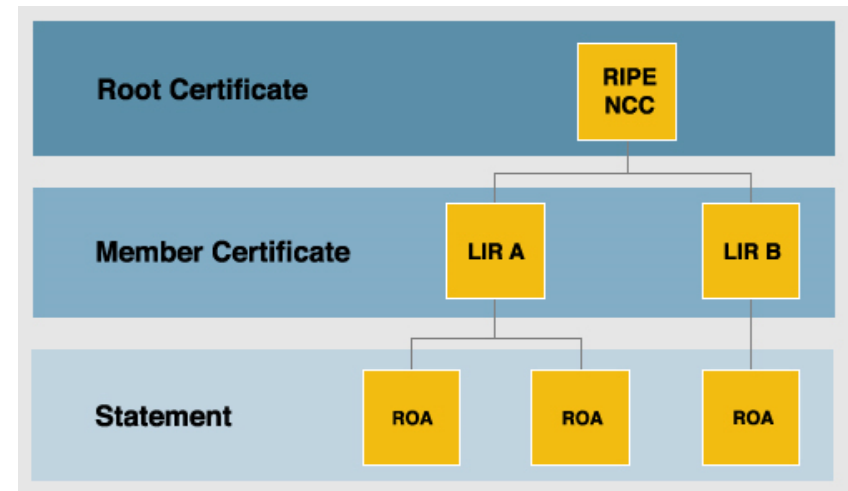 Root Certificate
RIPE
NCC
Member Certificate
LIR A
LIR B
Statement
ROA
ROA
ROA